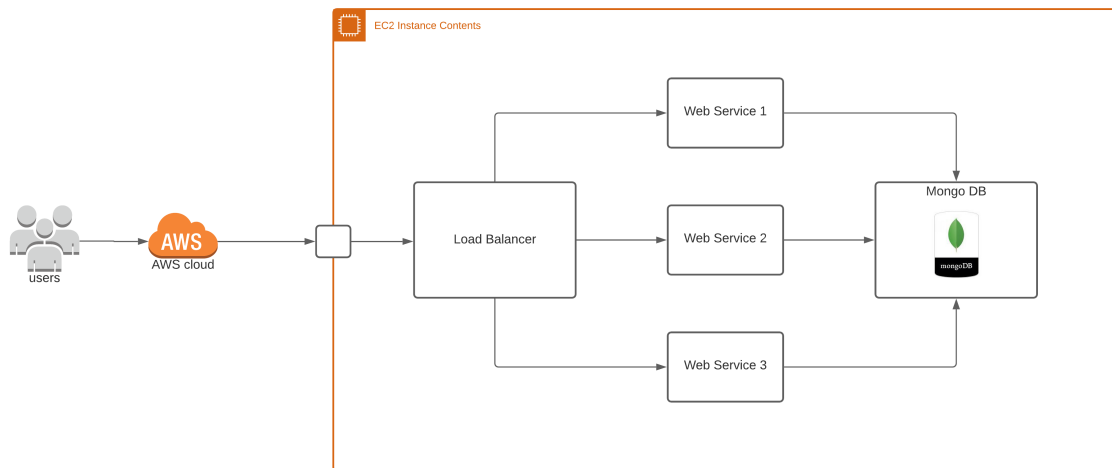 EC2 Instance Contents
Web Service 1
Mongo DB
AWS
Load Balancer
Web Service 2
AWS cloud
mongoDB
users
Web Service 3